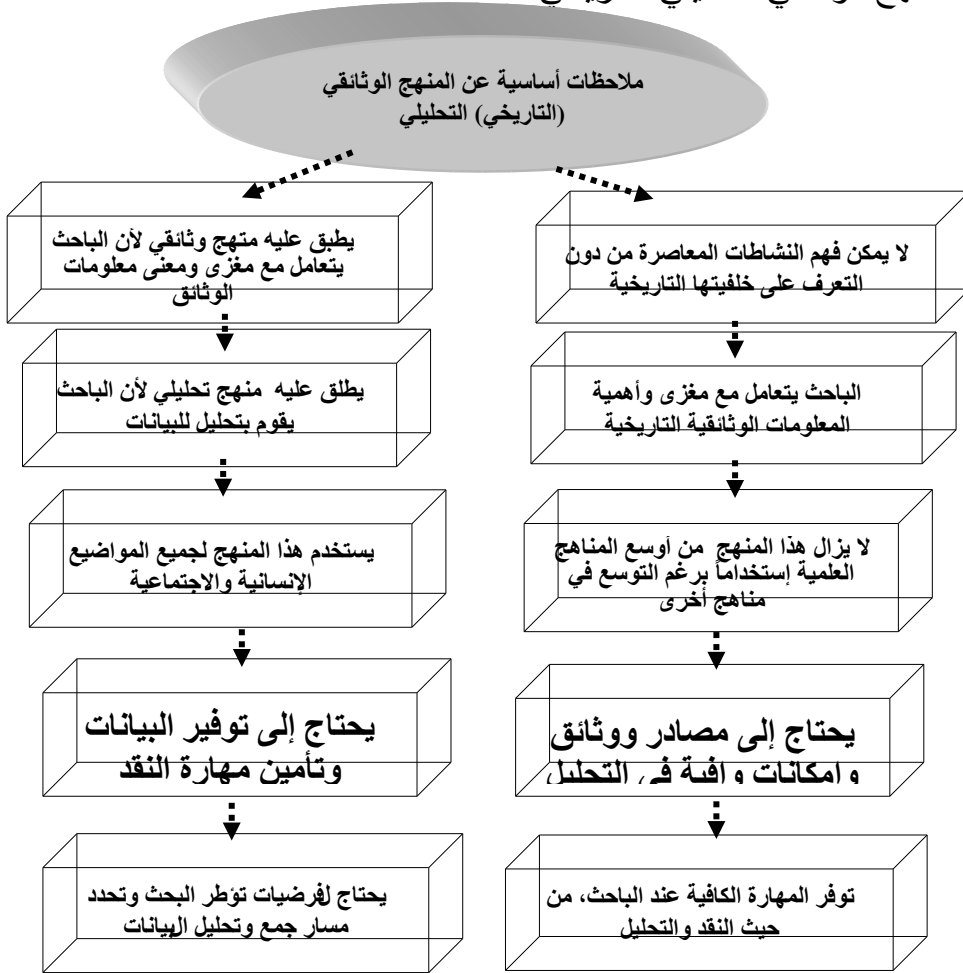 ملاحظات أساسية عن المنهج الوثائقي
(التاريخي) التحليلي
لا يمكن فهم النشاطات المعاصرة من دون
التعرف على خلفيتها التاريخية
الباحث يتعامل مع مغزى وأهمية
المعلومات الوثائقية التاريخية
لا يزال هذا المنهج من أوسع المناهج
العلمية إستخداماً برغم التوسع في
مناهج أخرى
يحتاج إلى مصادر ووثائق
وإمكانات وافية في التحليل
توفر المهارة الكافية عند الباحث، من
حيث النقد والتحليل
يطبق عليه متهج وثائقي لأن الباحث
يتعامل مع مغزى ومعنى معلومات
الوثائق
يطلق عليه منهج تحليلي لأن الباحث
يقوم بتحليل للبيانات
يستخدم هذا المنهج لجميع المواضيع
الإنسانية والاجتماعية
يحتاج إلى توفير البيانات
وتأمين مهارة النقد
يحتاج لفرضيات تؤطر البحث وتحدد
مسار جمع وتحليل البيانات